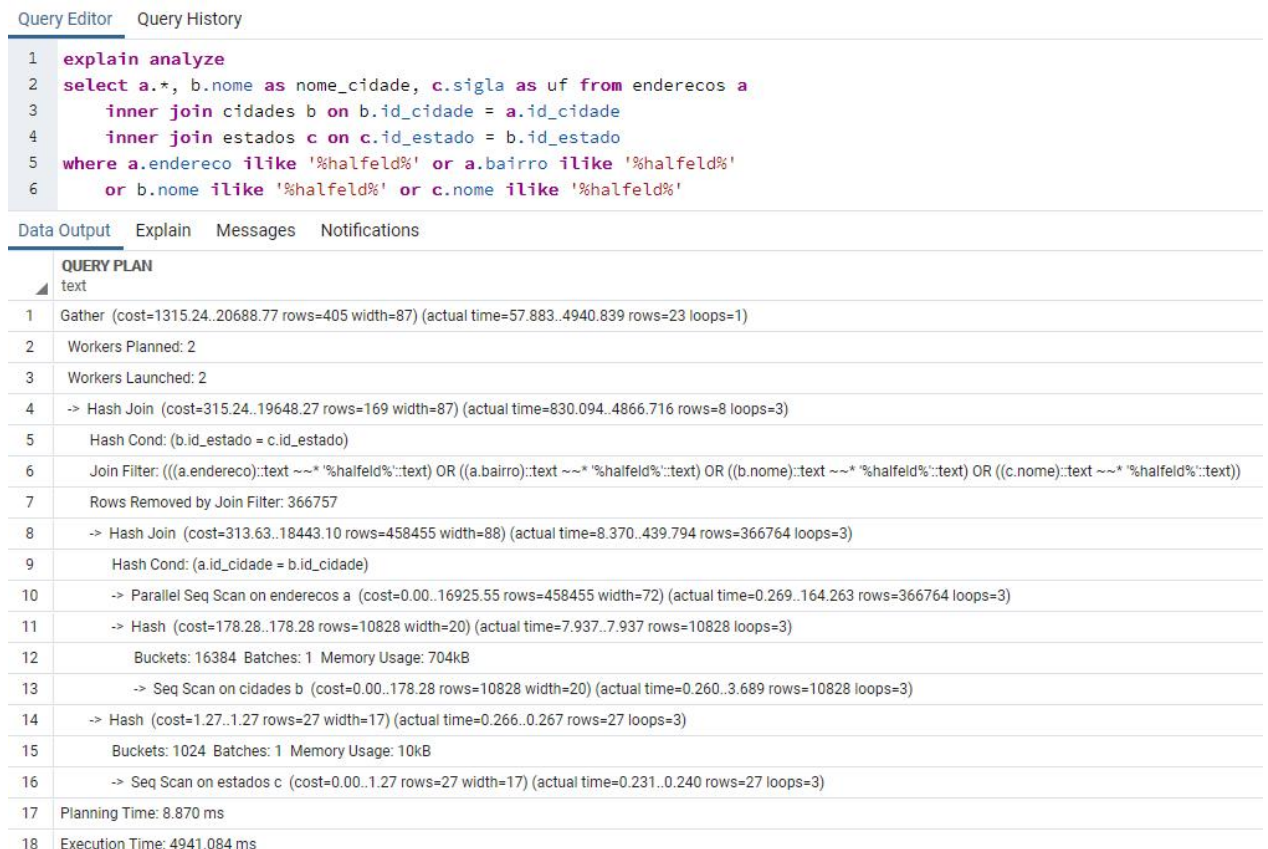 Query Editor Query History
1 explain analyze
2 select a.*, b.nome as nome_cidade, c.sigla as uf from enderecos a
3 inner join cidades b on b.id_cidade = a.id_cidade
4 inner join estados c on c.id_estado = b.id_estado
5 where a.endereco ilike '%halfeld%' or a.bairro ilike '%halfeld%'
6 or b.nome ilike '%halfeld%' or c.nome ilike '%halfeld%'
Data Output Explain Messages Notifications
QUERY PLAN
text
1 Gather (cost=1315.24..20688.77 rows=405 width=87) (actual time=57.883..4940.839 rows=23 loops=1)
2 Workers Planned: 2
3 Workers Launched: 2
4 -> Hash Join (cost=315.24..19648.27 rows=169 width=87) (actual time=830.094..4866.716 rows=8 loops=3)
5 Hash Cond: (b.id_estado = c.id_estado)
6 Join Filter: (((a.endereco)::text ~~* '%halfeld%'::text) OR ((a.bairro)::text ~~* '%halfeld%'::text) OR ((b.nome)::text ~~* '%halfeld%'::text) OR ((c.nome)::text ~~* '%halfeld%'::text))
7 Rows Removed by Join Filter: 366757
8 -> Hash Join (cost=313.63..18443.10 rows=458455 width=88) (actual time=8.370..439.794 rows=366764 loops=3)
9 Hash Cond: (a.id_cidade = b.id_cidade)
10 -> Parallel Seq Scan on enderecos a (cost=0.00..16925.55 rows=458455 width=72) (actual time=0.269..164.263 rows=366764 loops=3)
11 -> Hash (cost=178.28..178.28 rows=10828 width=20) (actual time=7.937..7.937 rows=10828 loops=3)
12 Buckets: 16384 Batches: 1 Memory Usage: 704kB
13 -> Seq Scan on cidades b (cost=0.00..178.28 rows=10828 width=20) (actual time=0.260..3.689 rows=10828 loops=3)
14 -> Hash (cost=1.27..1.27 rows=27 width=17) (actual time=0.266..0.267 rows=27 loops=3)
15 Buckets: 1024 Batches: 1 Memory Usage: 10kB
16 -> Seq Scan on estados c (cost=0.00..1.27 rows=27 width=17) (actual time=0.231..0.240 rows=27 loops=3)
17 Planning Time: 8.870 ms
18 Execution Time: 4941.084 ms